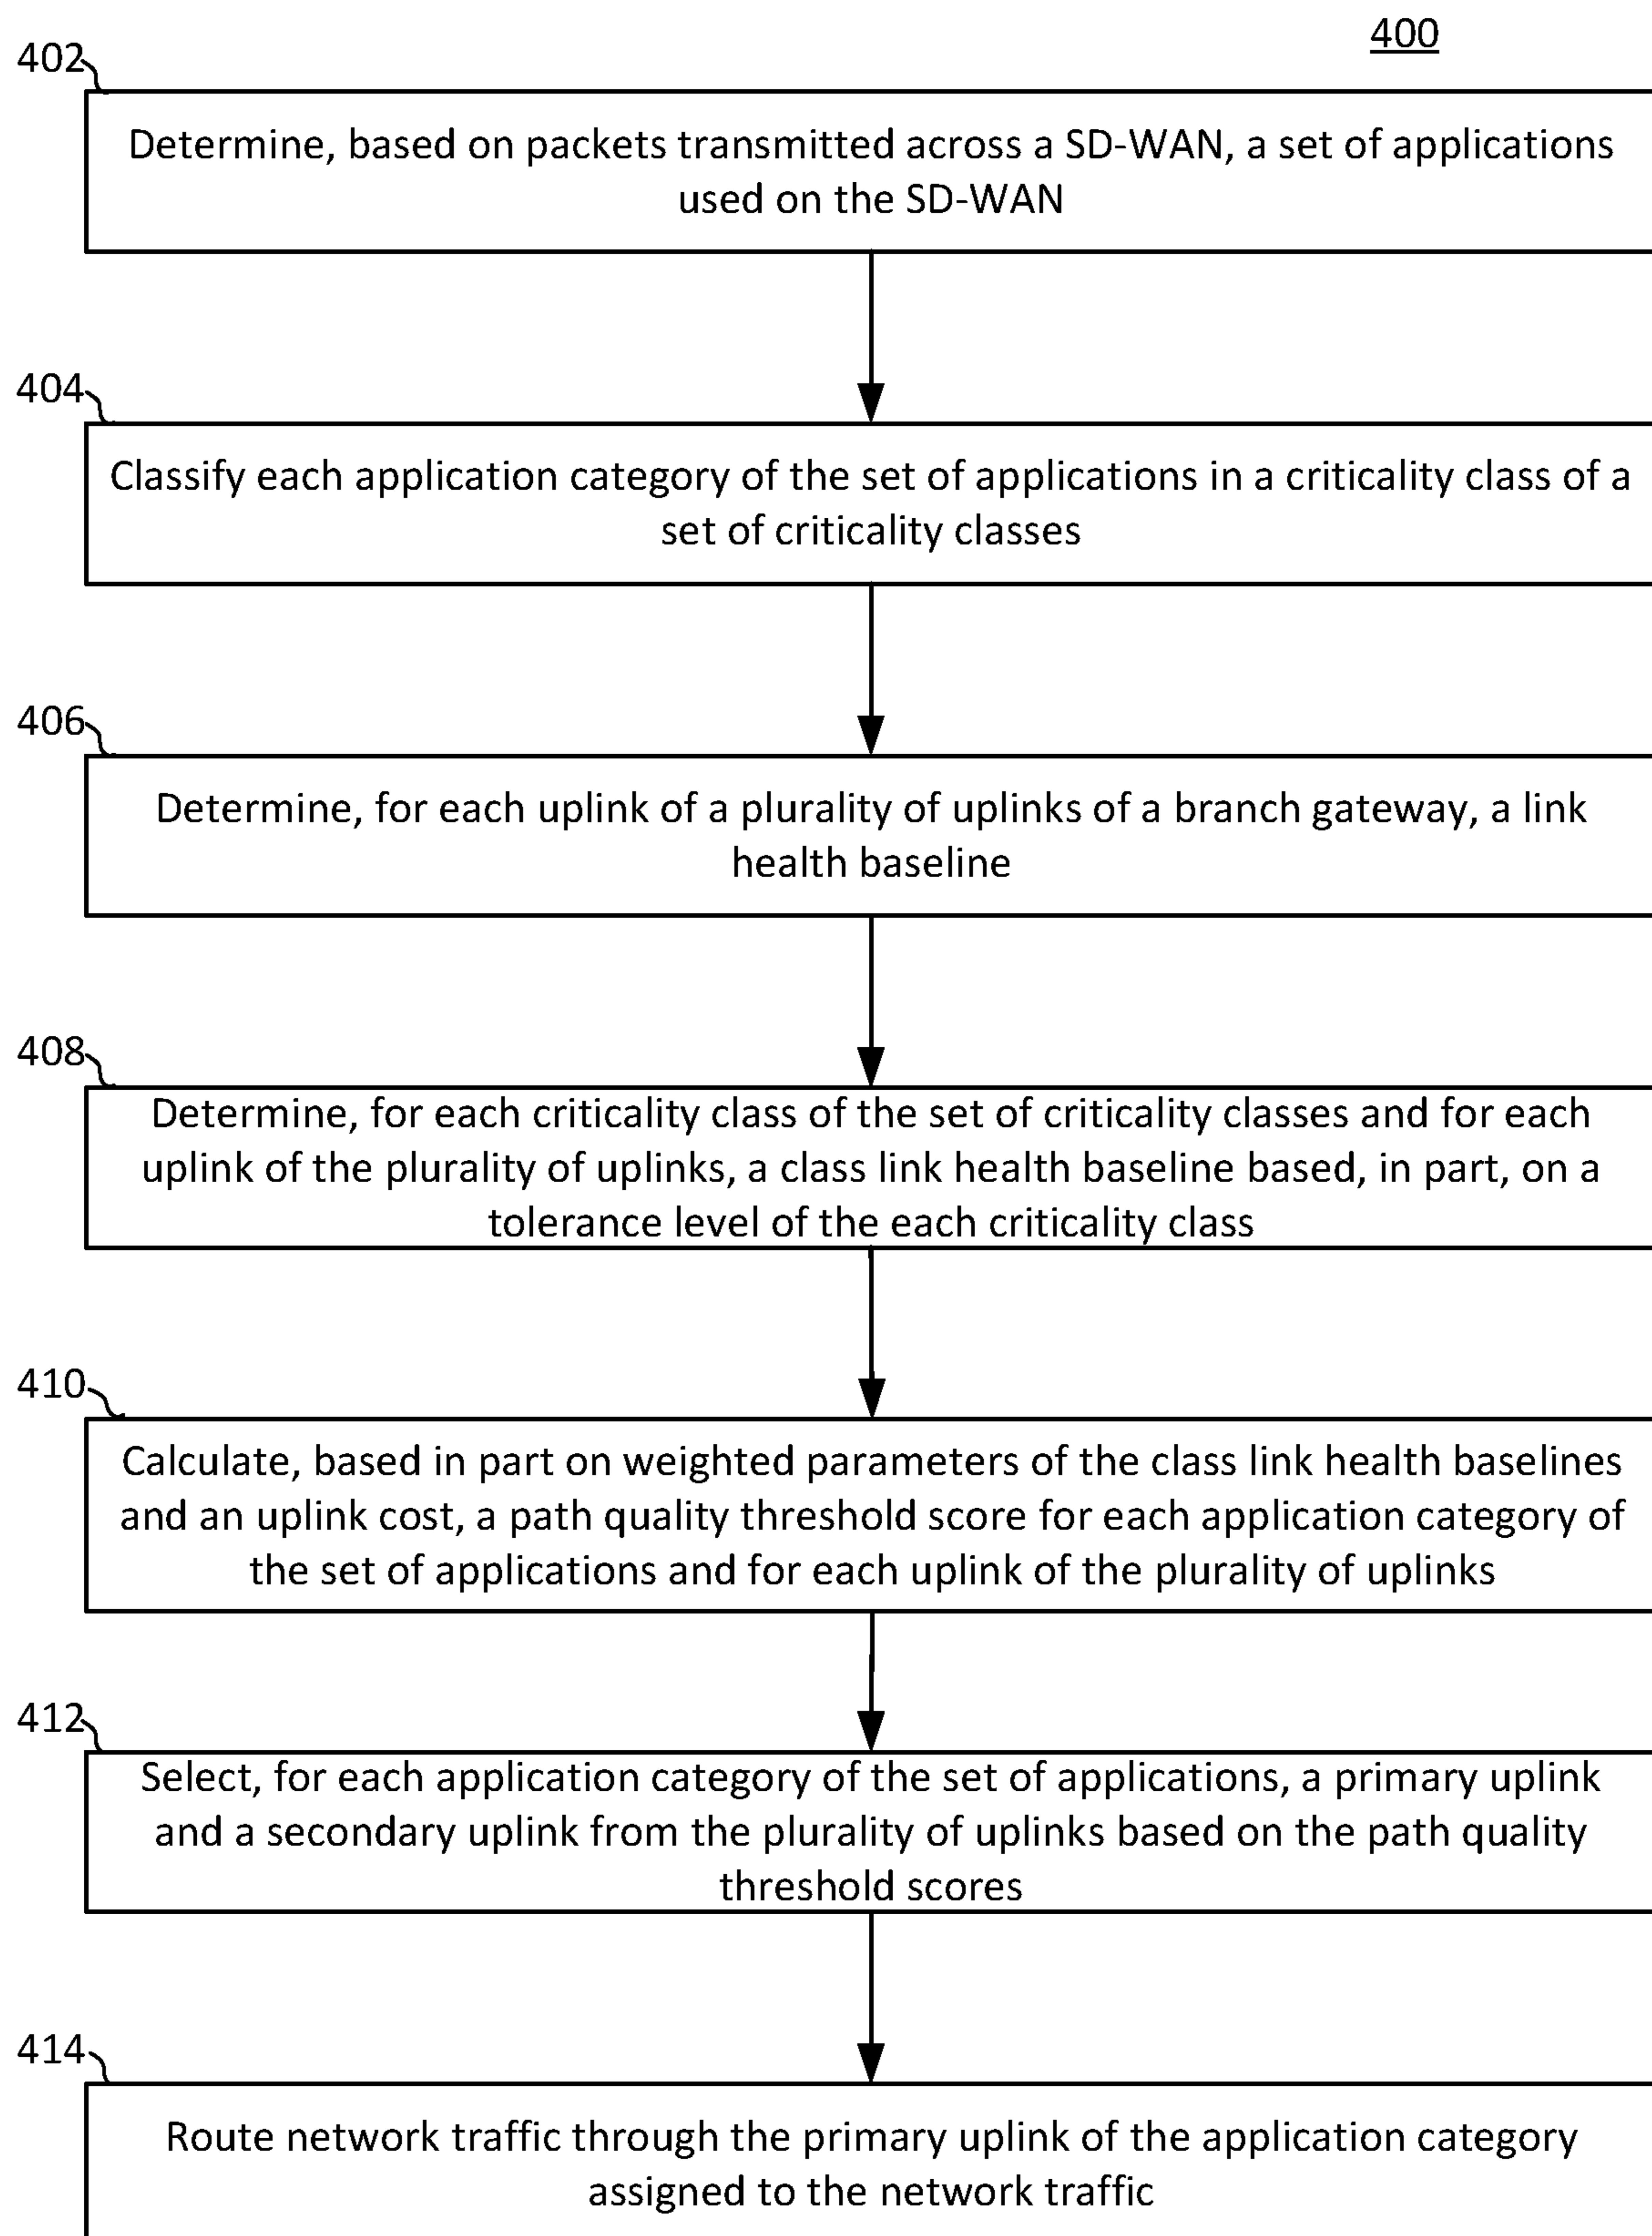 400
402
Determine, based on packets transmitted across a SD-WAN, a set of applications
used on the SD-WAN
404
Classify each application category of the set of applications in a criticality class of a
set of criticality classes
406
Determine, for each uplink of a plurality of uplinks of a branch gateway, a link
health baseline
408
Determine, for each criticality class of the set of criticality classes and for each
uplink of the plurality of uplinks, a class link health baseline based, in part, on a
tolerance level of the each criticality class
410
Calculate, based in part on weighted parameters of the class link health baselines
and an uplink cost, a path quality threshold score for each application category of
the set of applications and for each uplink of the plurality of uplinks
412
Select, for each application category of the set of applications, a primary uplink
and a secondary uplink from the plurality of uplinks based on the path quality
threshold scores
414
Route network traffic through the primary uplink of the application category
assigned to the network traffic